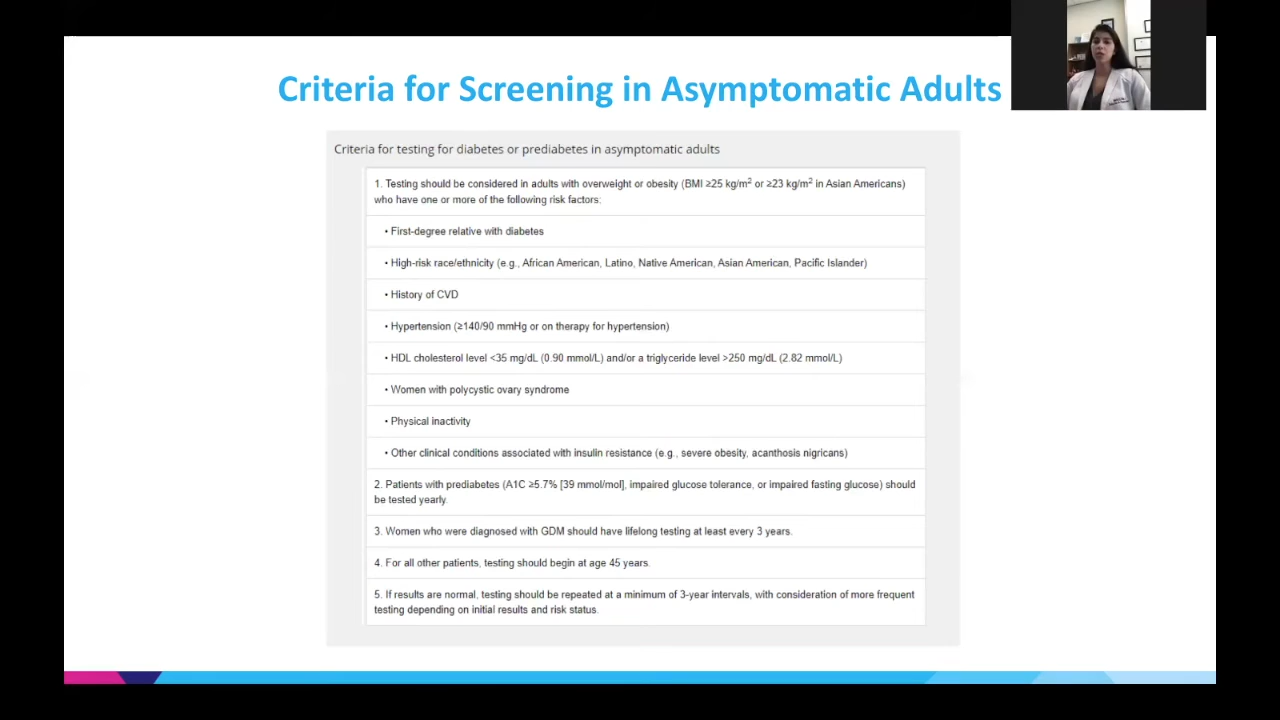 Criteria for Screening in Asymptomatic Adults
Criteria for testing for diabetes or prediabetes in asymptomatic adults
1. Testing should be considered in adults with overweight or obesity (BMI ≥25 kg/m² or ≥23 kg/m² in Asian Americans)
who have one or more of the following risk factors:
• First-degree relative with diabetes
• High-risk race/ethnicity (e.g., African American, Latino, Native American, Asian American, Pacific Islander)
• History of CVD
• Hypertension (≥140/90 mmHg or on therapy for hypertension)
• HDL cholesterol level <35 mg/dL (0.90 mmol/L) and/or a triglyceride level >250 mg/dL (2.82 mmol/L)
• Women with polycystic ovary syndrome
• Physical inactivity
• Other clinical conditions associated with insulin resistance (e.g., severe obesity, acanthosis nigricans)
2. Patients with prediabetes (A1C ≥5.7% [39 mmol/mol], impaired glucose tolerance, or impaired fasting glucose) should
be tested yearly.
3. Women who were diagnosed with GDM should have lifelong testing at least every 3 years.
4. For all other patients, testing should begin at age 45 years.
5. If results are normal, testing should be repeated at a minimum of 3-year intervals, with consideration of more frequent
testing depending on initial results and risk status.